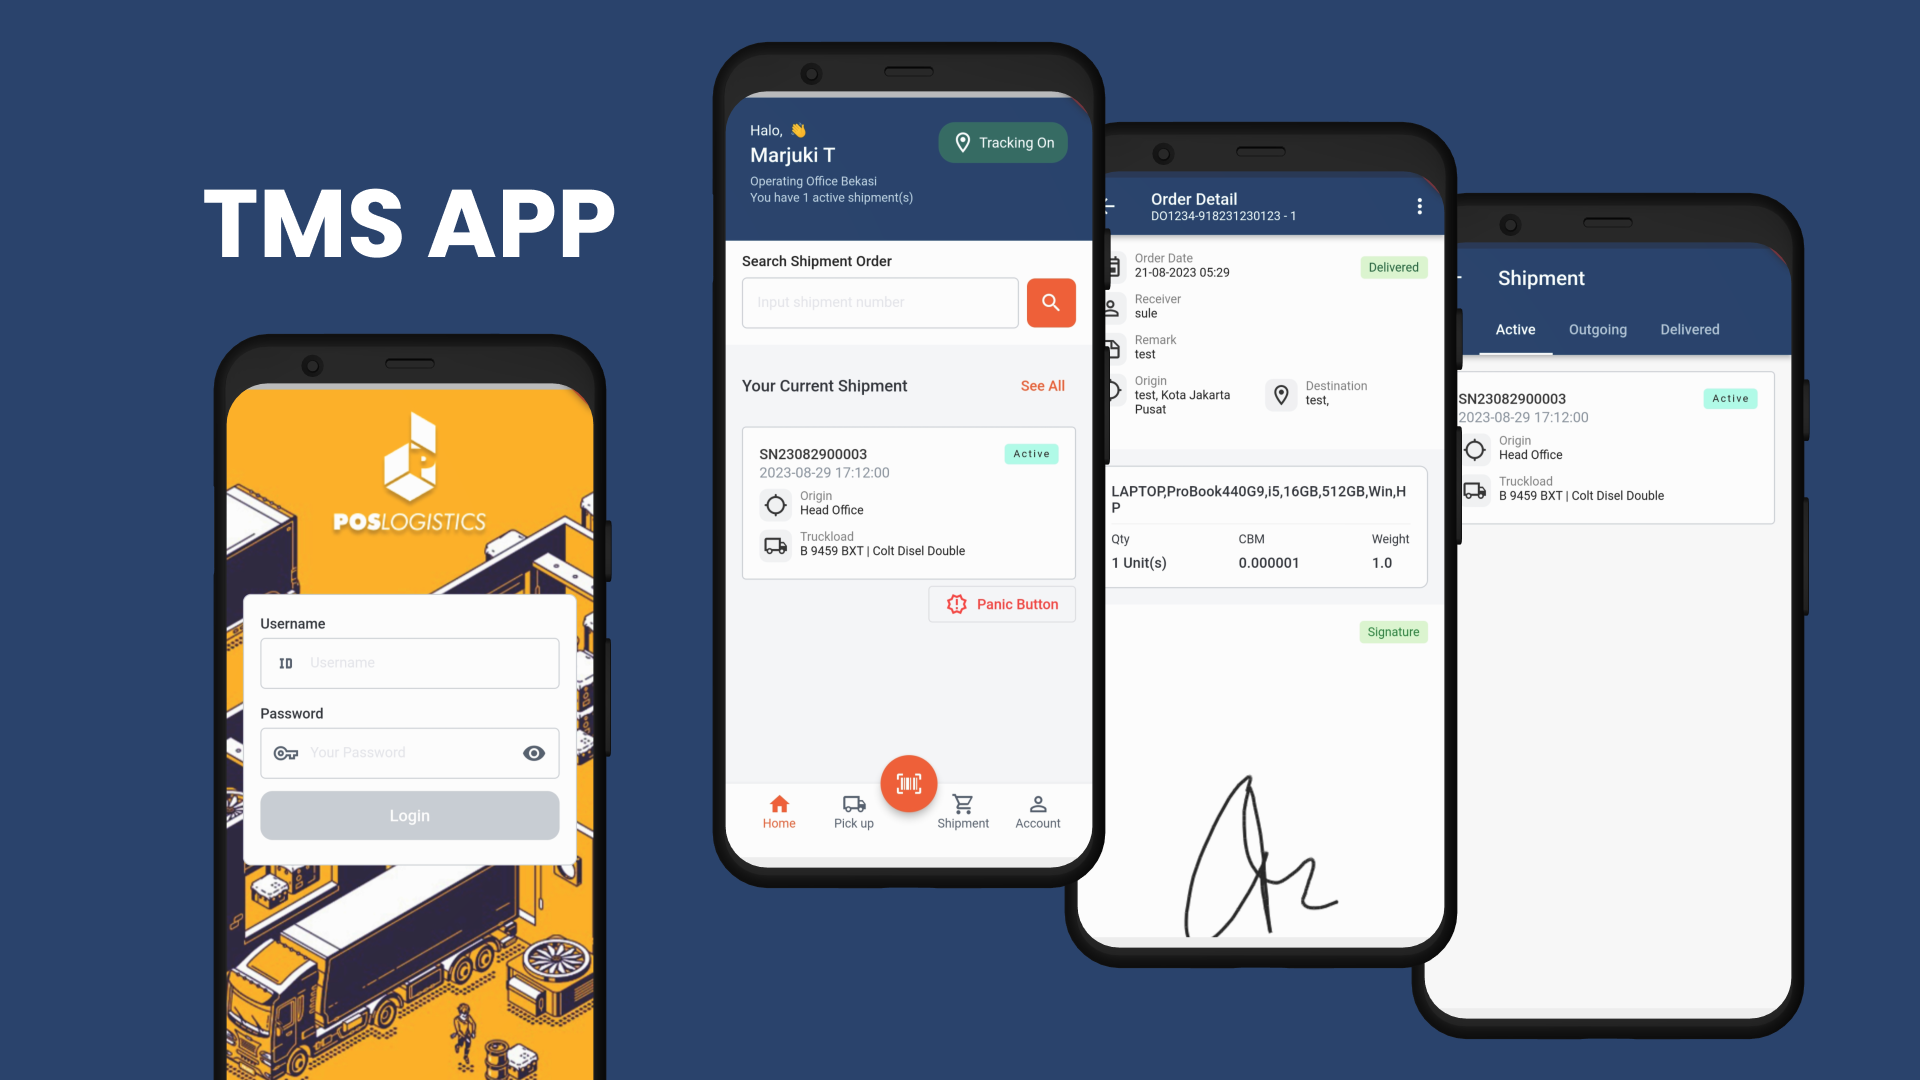 TMS APP
POSLOGISTICS
Username
ID Username
Password
Your Password
Login
Halo, 👋
Marjuki T
Operating Office Bekasi
You have 1 active shipment(s)
Tracking On
Search Shipment Order
Input shipment number
Your Current Shipment
See All
SN23082900003
Active
2023-08-29 17:12:00
Origin
Head Office
Truckload
B 9459 BXT | Colt Disel Double
Panic Button
Home
Pick up
Shipment
Account
Order Detail
DO1234-918231230123 - 1
Order Date
21-08-2023 05:29
Delivered
Receiver
sule
Remark
test
Origin
test, Kota Jakarta
Pusat
Destination
test,
LAPTOP,ProBook440G9,i5,16GB,512GB,Win,H
P
Qty CBM Weight
1 Unit(s) 0.000001 1.0
Signature
Shipment
Active Outgoing Delivered
SN23082900003
Active
2023-08-29 17:12:00
Origin
Head Office
Truckload
B 9459 BXT | Colt Disel Double